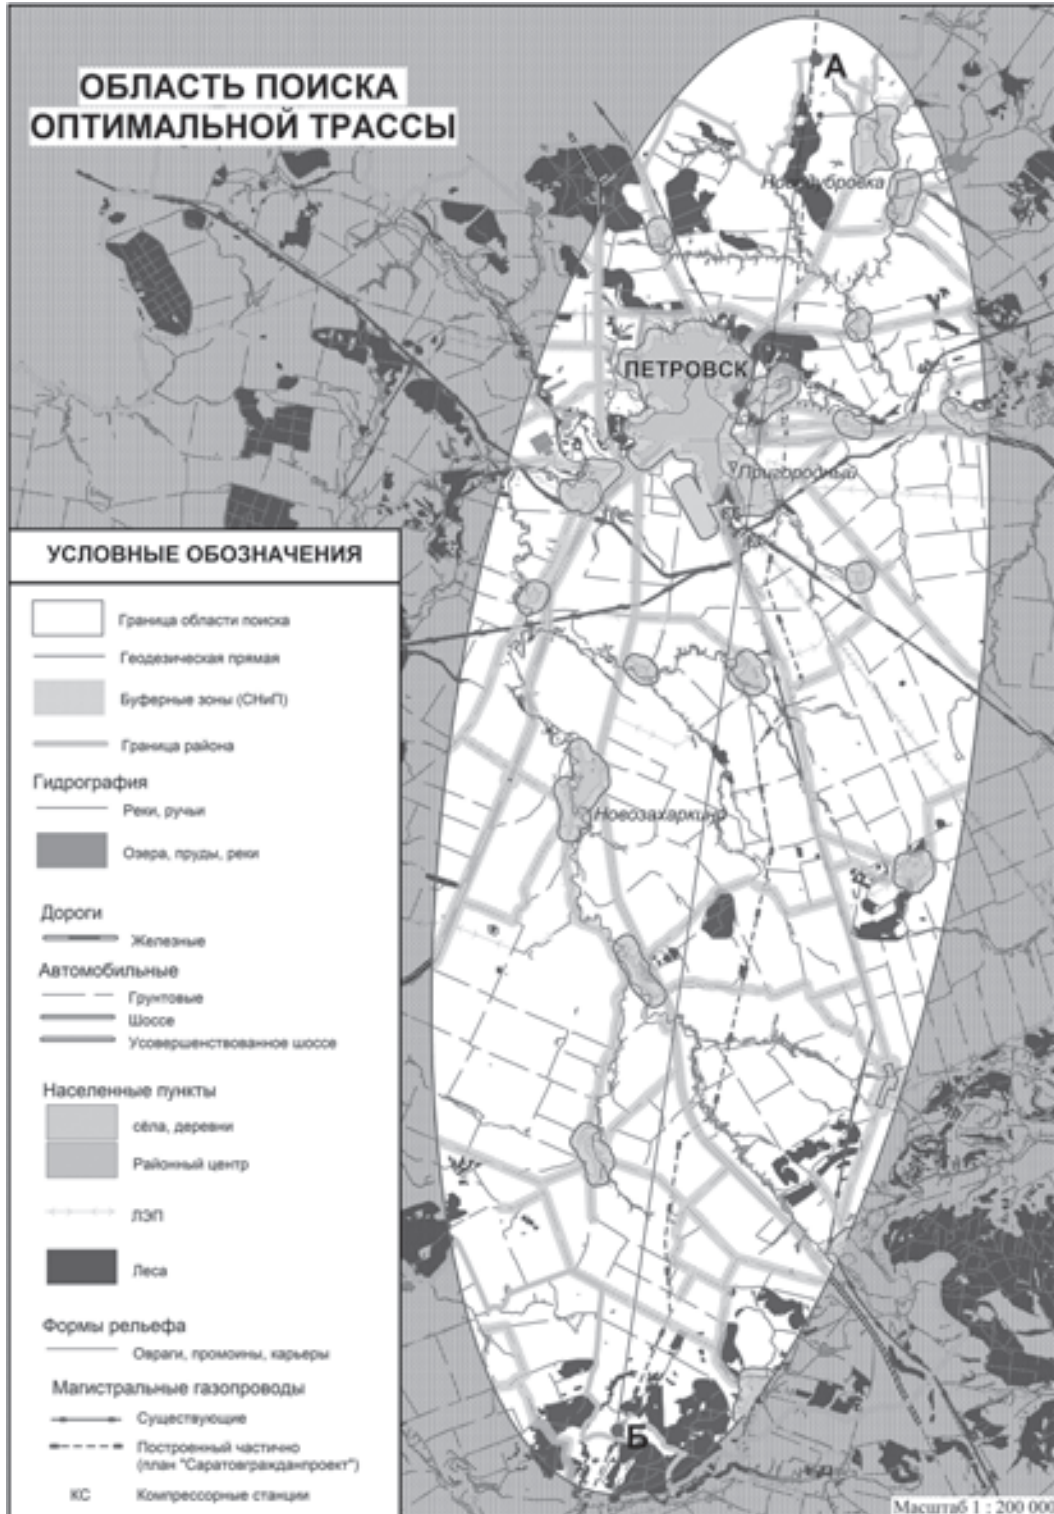 ОБЛАСТЬ ПОИСКА
ОПТИМАЛЬНОЙ ТРАССЫ
А
Новодубровка
ПЕТРОВСК
Пригородный
Новозахаркино
Б
УСЛОВНЫЕ ОБОЗНАЧЕНИЯ
Граница области поиска
Геодезическая прямая
Буферные зоны (СНиП)
Граница района
Гидрография
Реки, ручьи
Озера, пруды, реки
Дороги
Железные
Автомобильные
Грунтовые
Шоссе
Усовершенствованное шоссе
Населенные пункты
сёла, деревни
Районный центр
ЛЭП
Леса
Формы рельефа
Овраги, промоины, карьеры
Магистральные газопроводы
Существующие
Построенный частично
(план "Саратовгражданпроект")
КС Компрессорные станции
Масштаб 1 : 200 000